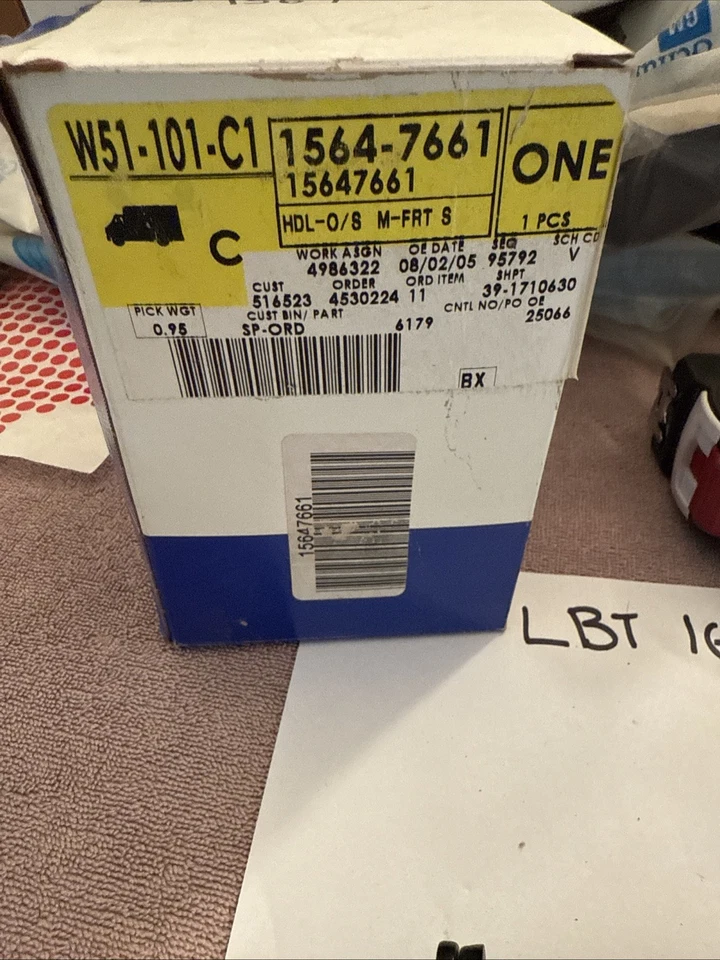 W51-101-C1
1564-7661
15647661
ONE
HDL-O/S M-FRT S
1 PCS
C
WORK ASGN OE DATE SEQ SCH CD
4986322 08/02/05 95792 V
CUST ORDER ORD ITEM SHPT
516523 4530224 11 39-1710630
PICK WGT CUST BIN/ PART CNTL NO/PO OE
0.95 SP-ORD 6179 25066
BX
15647661
LBT